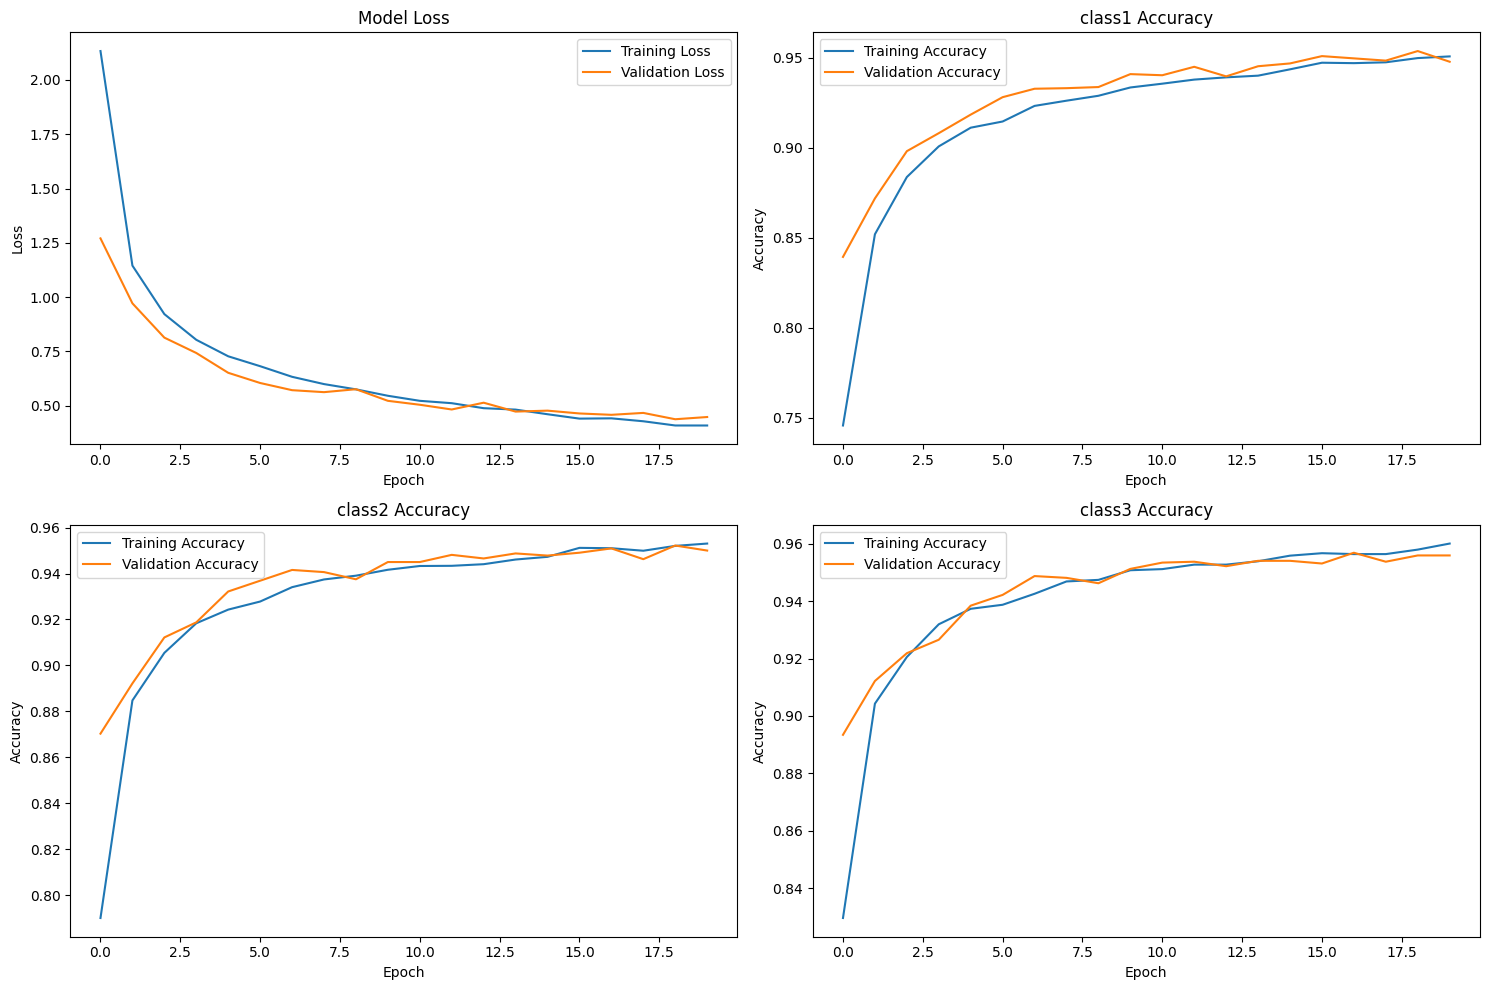 Model Loss
Training Loss
Validation Loss
2.00
1.75
1.50
1.25
1.00
0.75
0.50
Loss
0.0 2.5 5.0 7.5 10.0 12.5 15.0 17.5
Epoch
class1 Accuracy
Training Accuracy
Validation Accuracy
0.95
0.90
0.85
0.80
0.75
Accuracy
0.0 2.5 5.0 7.5 10.0 12.5 15.0 17.5
Epoch
class2 Accuracy
Training Accuracy
Validation Accuracy
0.96
0.94
0.92
0.90
0.88
0.86
0.84
0.82
0.80
Accuracy
0.0 2.5 5.0 7.5 10.0 12.5 15.0 17.5
Epoch
class3 Accuracy
Training Accuracy
Validation Accuracy
0.96
0.94
0.92
0.90
0.88
0.86
0.84
Accuracy
0.0 2.5 5.0 7.5 10.0 12.5 15.0 17.5
Epoch